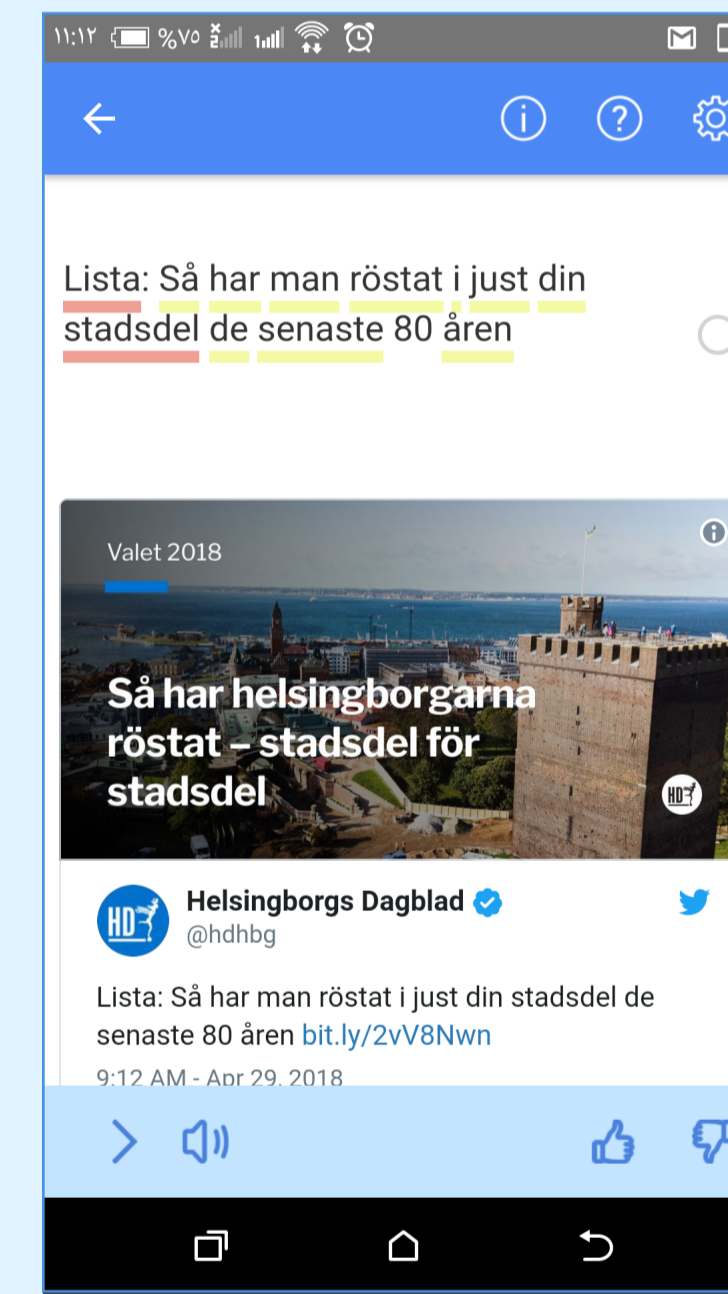 ١١:١٢ %٧٥
Lista: Så har man röstat i just din
stadsdel de senaste 80 åren
Valet 2018
Så har helsingborgarna
röstat – stadsdel för
stadsdel
HD
HD
Helsingborgs Dagblad
@hdhbg
Lista: Så har man röstat i just din stadsdel de
senaste 80 åren bit.ly/2vV8Nwn
9:12 AM - Apr 29, 2018